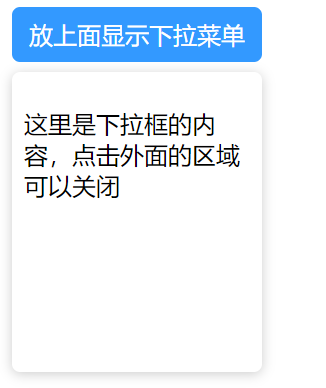 放上面显示下拉菜单
这里是下拉框的内
容，点击外面的区域
可以关闭